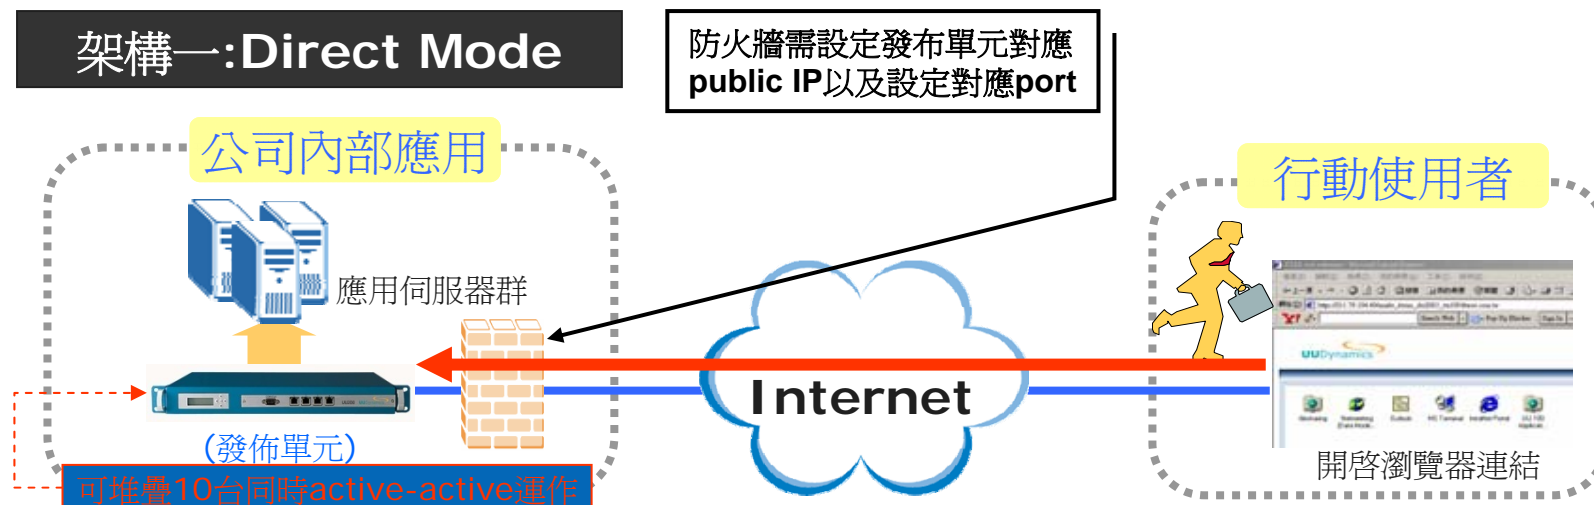 架構一:Direct Mode
防火牆需設定發布單元對應
public IP以及設定對應port
公司內部應用
行動使用者
應用伺服器群
Internet
UUDynamics
(發佈單元)
可堆疊10台同時active-active運作
開啓瀏覽器連結